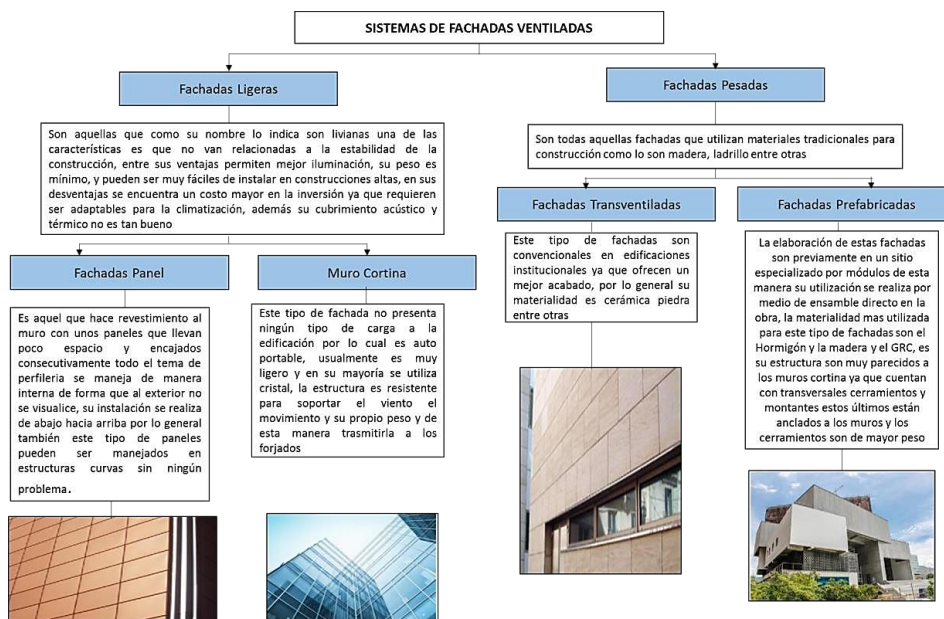 SISTEMAS DE FACHADAS VENTILADAS
Fachadas Ligeras
Son aquellas que como su nombre lo indica son livianas una de las
características es que no van relacionadas a la estabilidad de la
construcción, entre sus ventajas permiten mejor iluminación, su peso es
mínimo, y pueden ser muy fáciles de instalar en construcciones altas, en sus
desventajas se encuentra un costo mayor en la inversión ya que requieren
ser adaptables para la climatización, además su cubrimiento acústico y
térmico no es tan bueno
Fachadas Panel
Es aquel que hace revestimiento al
muro con unos paneles que llevan
poco espacio y encajados
consecutivamente todo el tema de
perfileria se maneja de manera
interna de forma que al exterior no
se visualice, su instalación se realiza
de abajo hacia arriba por lo general
también este tipo de paneles
pueden ser manejados en
estructuras curvas sin ningún
problema.
Muro Cortina
Este tipo de fachada no presenta
ningún tipo de carga a la
edificación por lo cual es auto
portable, usualmente es muy
ligero y en su mayoría se utiliza
cristal, la estructura es resistente
para soportar el viento el
movimiento y su propio peso y de
esta manera trasmitirla a los
forjados
Fachadas Pesadas
Son todas aquellas fachadas que utilizan materiales tradicionales para
construcción como lo son madera, ladrillo entre otras
Fachadas Transventiladas
Este tipo de fachadas son
convencionales en edificaciones
institucionales ya que ofrecen un
mejor acabado, por lo general su
materialidad es cerámica piedra
entre otras
Fachadas Prefabricadas
La elaboración de estas fachadas
son previamente en un sitio
especializado por módulos de esta
manera su utilización se realiza por
medio de ensamble directo en la
obra, la materialidad mas utilizada
para este tipo de fachadas son el
Hormigón y la madera y el GRC, es
su estructura son muy parecidos a
los muros cortina ya que cuentan
con transversales cerramientos y
montantes estos últimos están
anclados a los muros y los
cerramientos son de mayor peso